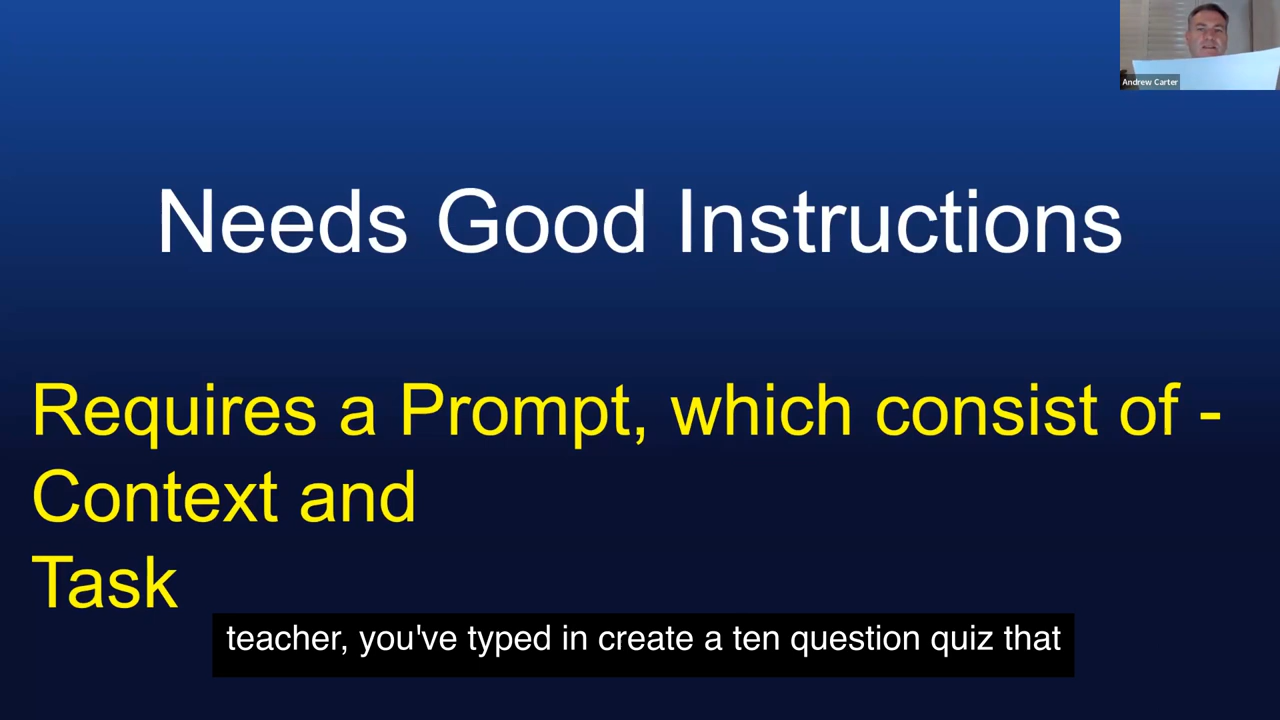 Andrew Carter
Needs Good Instructions
Requires a Prompt, which consist of -
Context and
Task
teacher, you've typed in create a ten question quiz that